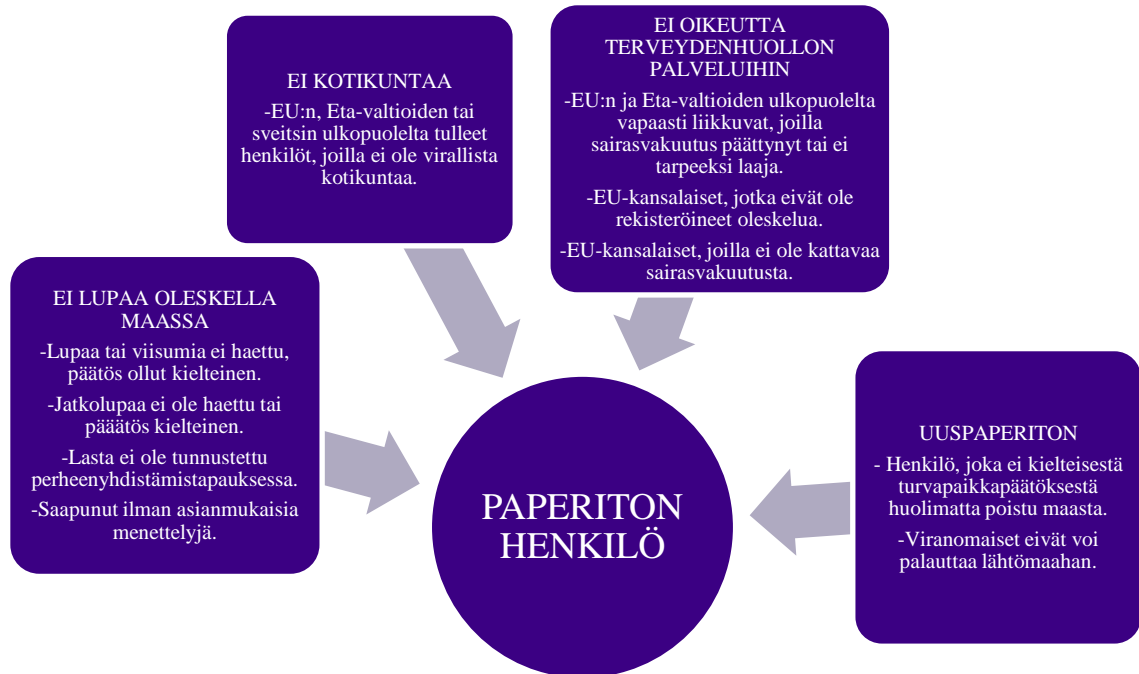 EI LUPAA OLESKELLA
MAASSA
-Lupaa tai viisumia ei haettu,
päätös ollut kielteinen.
-Jatkolupaa ei ole haettu tai
pääätös kielteinen.
-Lasta ei ole tunnustettu
perheenyhdistämistapauksessa.
-Saapunut ilman asianmukaisia
menettelyjä.
EI KOTIKUNTAA
-EU:n, Eta-valtioiden tai
sveitsin ulkopuolelta tulleet
henkilöt, joilla ei ole virallista
kotikuntaa.
EI OIKEUTTA
TERVEYDENHUOLLON
PALVELUIHIN
-EU:n ja Eta-valtioiden ulkopuolelta
vapaasti liikkuvat, joilla
sairasvakuutus päättynyt tai ei
tarpeeksi laaja.
-EU-kansalaiset, jotka eivät ole
rekisteröineet oleskelua.
-EU-kansalaiset, joilla ei ole kattavaa
sairasvakuutusta.
UUSPAPERITON
- Henkilö, joka ei kielteisestä
turvapaikkapäätöksestä
huolimatta poistu maasta.
-Viranomaiset eivät voi
palauttaa lähtömaahan.
PAPERITON
HENKILÖ